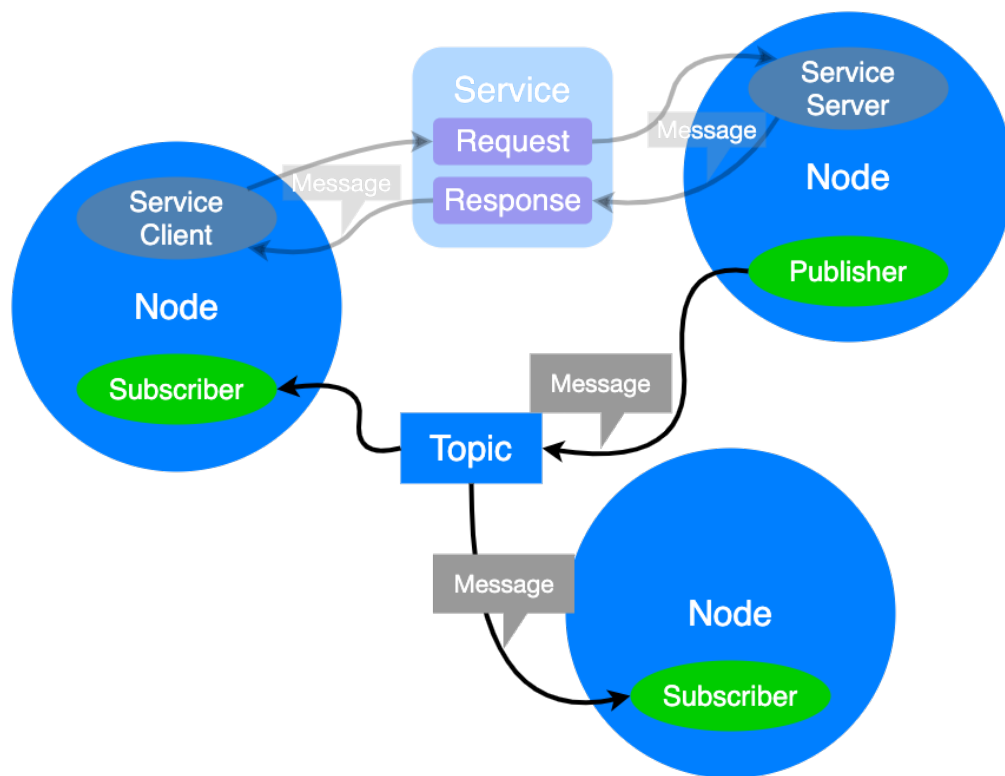 Service
Server
Service
Request
Message
Message
Response
Node
Service
Client
Publisher
Node
Message
Subscriber
Topic
Message
Node
Subscriber